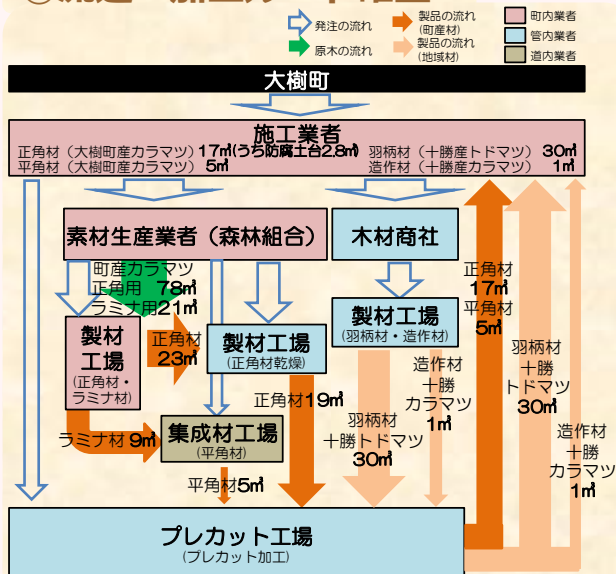 発注の流れ
原木の流れ
製品の流れ
(町産材)
製品の流れ
(地域材)
町内業者
管内業者
道内業者
大樹町
施工業者
正角材（大樹町産カラマツ）17㎥(うち防腐土台2.8㎥)
平角材（大樹町産カラマツ）5㎥
羽柄材（十勝産トドマツ）30㎥
造作材（十勝産カラマツ）1㎥
素材生産業者（森林組合）
木材商社
町産カラマツ
正角用 78㎥
ラミナ用21㎥
製材
工場
(正角材・
ラミナ材)
正角材
23㎥
製材工場
(正角材乾燥)
製材工場
(羽柄材・造作材)
正角材
17㎥
平角材
5㎥
羽柄材
十勝
トドマツ
30㎥
造作材
十勝
カラマツ
1㎥
ラミナ材 9㎥
集成材工場
(平角材)
正角材19㎥
羽柄材
十勝トドマツ
30㎥
造作材
十勝
カラマツ
1㎥
平角材5㎥
プレカット工場
(プレカット加工)